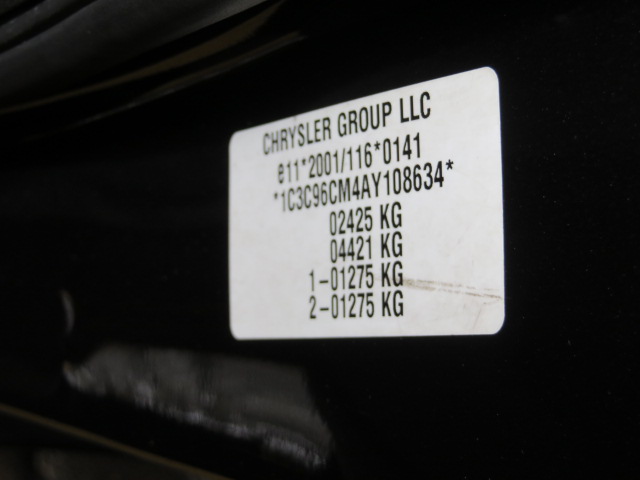 CHRYSLER GROUP LLC
e11*2001/116*0141
*1C3C96CM4AY108634*
02425 KG
04421 KG
1-01275 KG
2-01275 KG